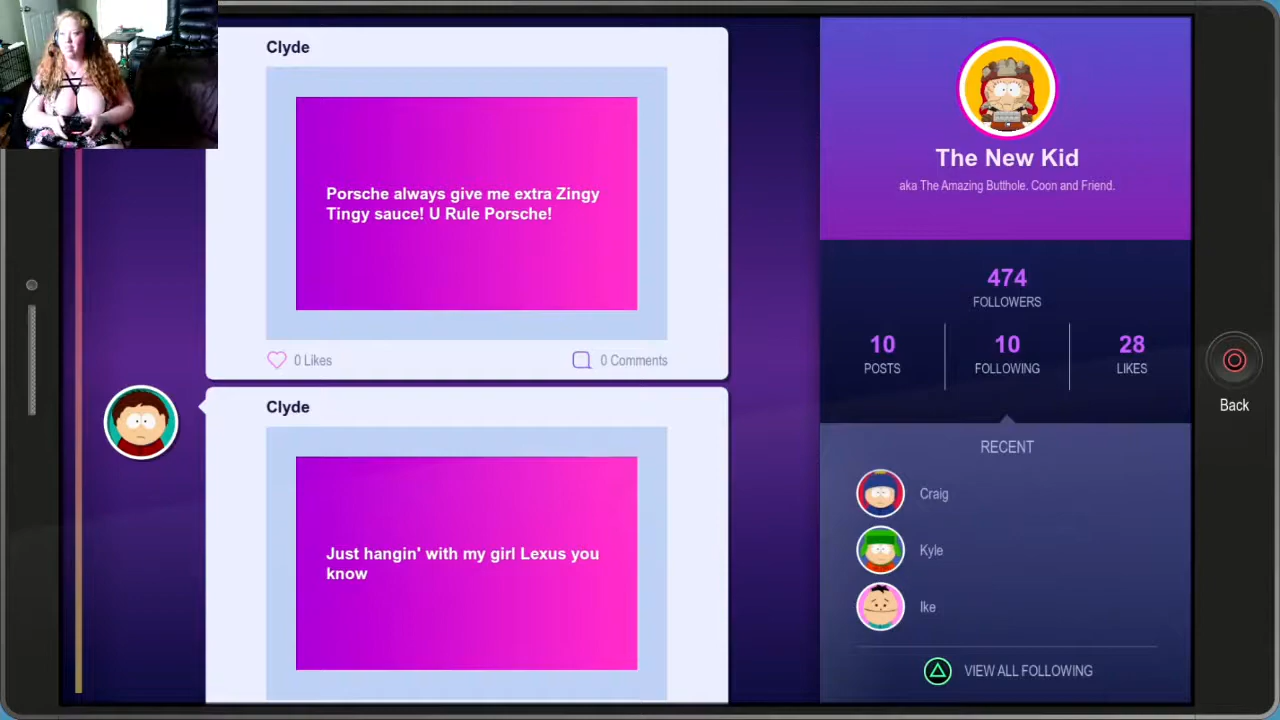 Clyde
Porsche always give me extra Zingy
Tingy sauce! U Rule Porsche!
0 Likes
0 Comments
Clyde
Just hangin' with my girl Lexus you
know
The New Kid
aka The Amazing Butthole. Coon and Friend.
474
FOLLOWERS
10
POSTS
10
FOLLOWING
28
LIKES
RECENT
Craig
Kyle
Ike
VIEW ALL FOLLOWING
Back